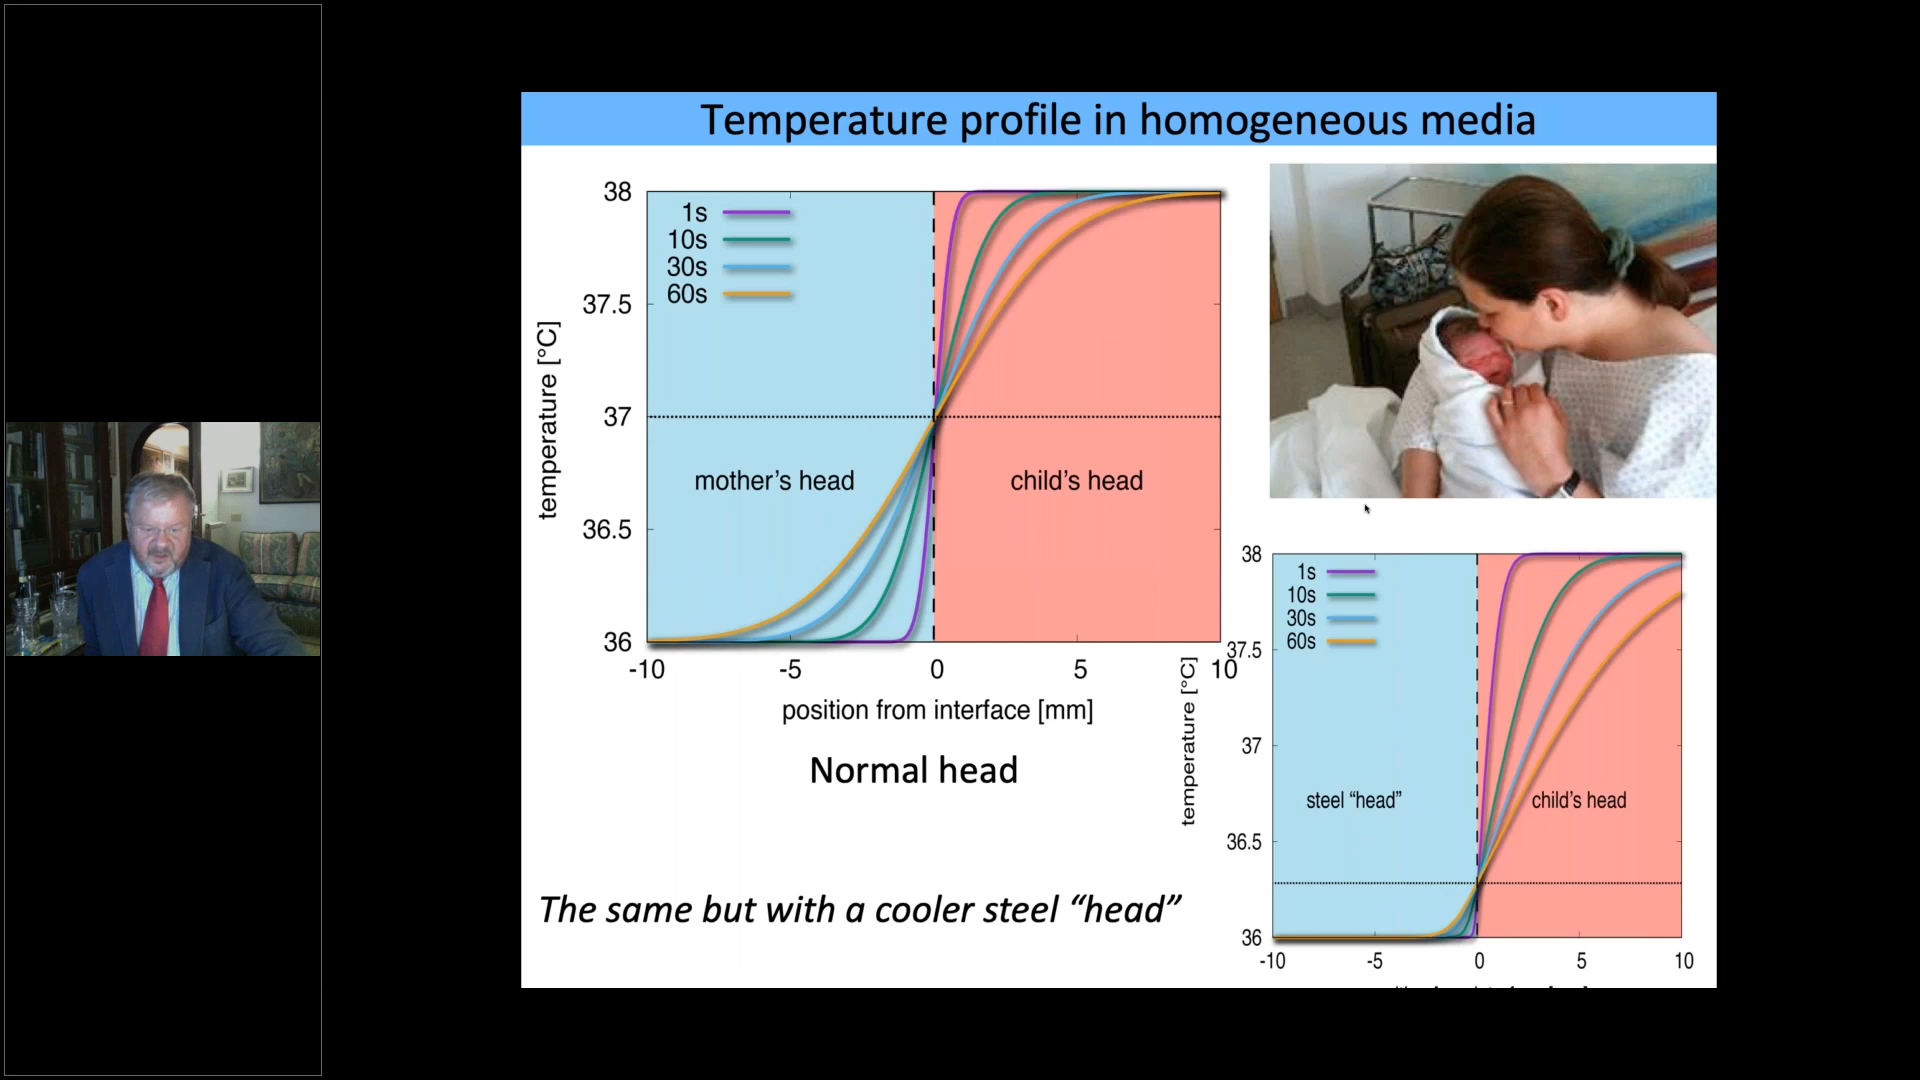 Temperature profile in homogeneous media
38
37.5
37
36.5
36
temperature [°C]
1s
10s
30s
60s
mother’s head
child’s head
-10
-5
0
5
10
position from interface [mm]
Normal head
The same but with a cooler steel “head”
38
37.5
37
36.5
36
temperature [°C]
1s
10s
30s
60s
steel “head”
child’s head
-10
-5
0
5
10